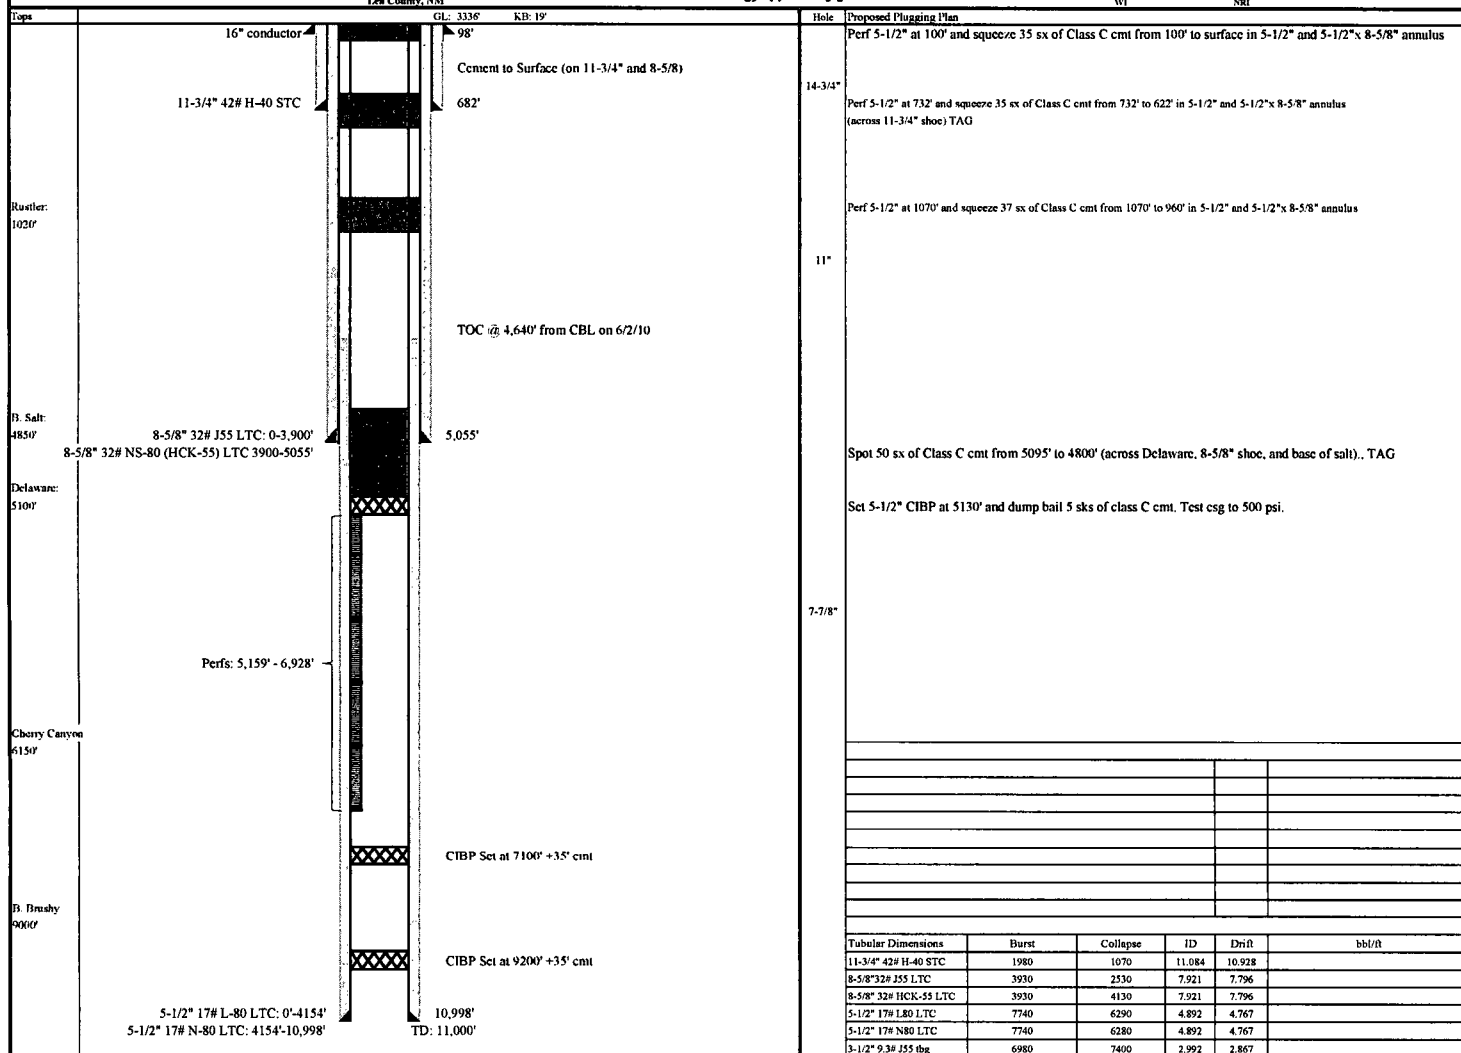 Lea County, NM
WI
NRI
Tops
GL: 3336'
KB: 19'
Hole
Proposed Plugging Plan
16" conductor
98'
Perf 5-1/2" at 100' and squeeze 35 sx of Class C cmt from 100' to surface in 5-1/2" and 5-1/2"x 8-5/8" annulus
Cement to Surface (on 11-3/4" and 8-5/8)
14-3/4"
11-3/4" 42# H-40 STC
682'
Perf 5-1/2" at 732' and squeeze 35 sx of Class C cmt from 732' to 622' in 5-1/2" and 5-1/2"x 8-5/8" annulus
(across 11-3/4" shoe) TAG
Rustler:
1020'
Perf 5-1/2" at 1070' and squeeze 37 sx of Class C cmt from 1070' to 960' in 5-1/2" and 5-1/2"x 8-5/8" annulus
11"
TOC @ 4,640' from CBL on 6/2/10
B. Salt:
4850'
8-5/8" 32# J55 LTC: 0-3,900'
5,055'
8-5/8" 32# NS-80 (HCK-55) LTC 3900-5055'
Spot 50 sx of Class C cmt from 5095' to 4800' (across Delaware, 8-5/8" shoe, and base of salt)., TAG
Delaware:
5100'
Set 5-1/2" CIBP at 5130' and dump bail 5 sks of class C cmt. Test csg to 500 psi.
7-7/8"
Perfs: 5,159' - 6,928'
Cherry Canyon
6150'
CIBP Set at 7100' +35' cmt
B. Brushy
9000'
CIBP Set at 9200' +35' cmt
5-1/2" 17# L-80 LTC: 0'-4154'
10,998'
5-1/2" 17# N-80 LTC: 4154'-10,998'
TD: 11,000'
Tubular Dimensions Burst Collapse ID Drift bbl/ft
11-3/4" 42# H-40 STC 1980 1070 11.084 10.928
8-5/8"32# J55 LTC 3930 2530 7.921 7.796
8-5/8" 32# HCK-55 LTC 3930 4130 7.921 7.796
5-1/2" 17# L80 LTC 7740 6290 4.892 4.767
5-1/2" 17# N80 LTC 7740 6280 4.892 4.767
3-1/2" 9.3# J55 tbg 6980 7400 2.992 2.867